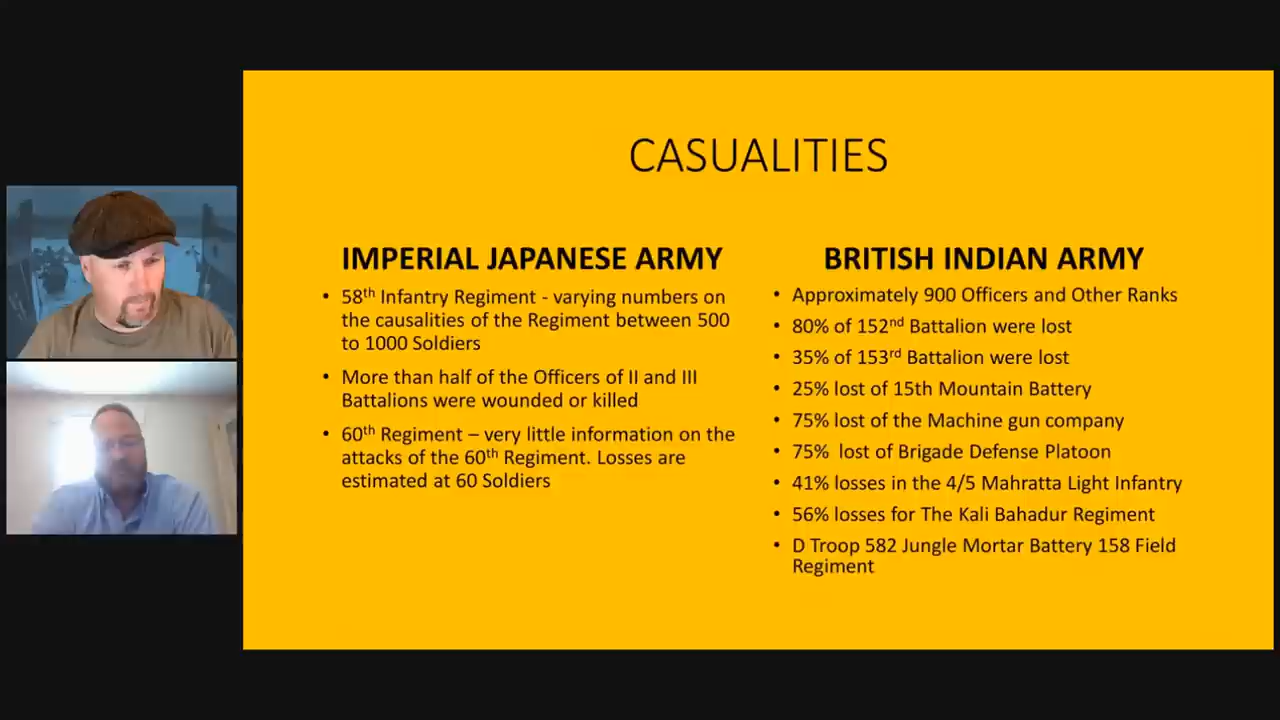 CASUALITIES
IMPERIAL JAPANESE ARMY
• 58th Infantry Regiment - varying numbers on
the causalities of the Regiment between 500
to 1000 Soldiers
• More than half of the Officers of II and III
Battalions were wounded or killed
• 60th Regiment – very little information on the
attacks of the 60th Regiment. Losses are
estimated at 60 Soldiers
BRITISH INDIAN ARMY
• Approximately 900 Officers and Other Ranks
• 80% of 152nd Battalion were lost
• 35% of 153rd Battalion were lost
• 25% lost of 15th Mountain Battery
• 75% lost of the Machine gun company
• 75%  lost of Brigade Defense Platoon
• 41% losses in the 4/5 Mahratta Light Infantry
• 56% losses for The Kali Bahadur Regiment
• D Troop 582 Jungle Mortar Battery 158 Field
Regiment